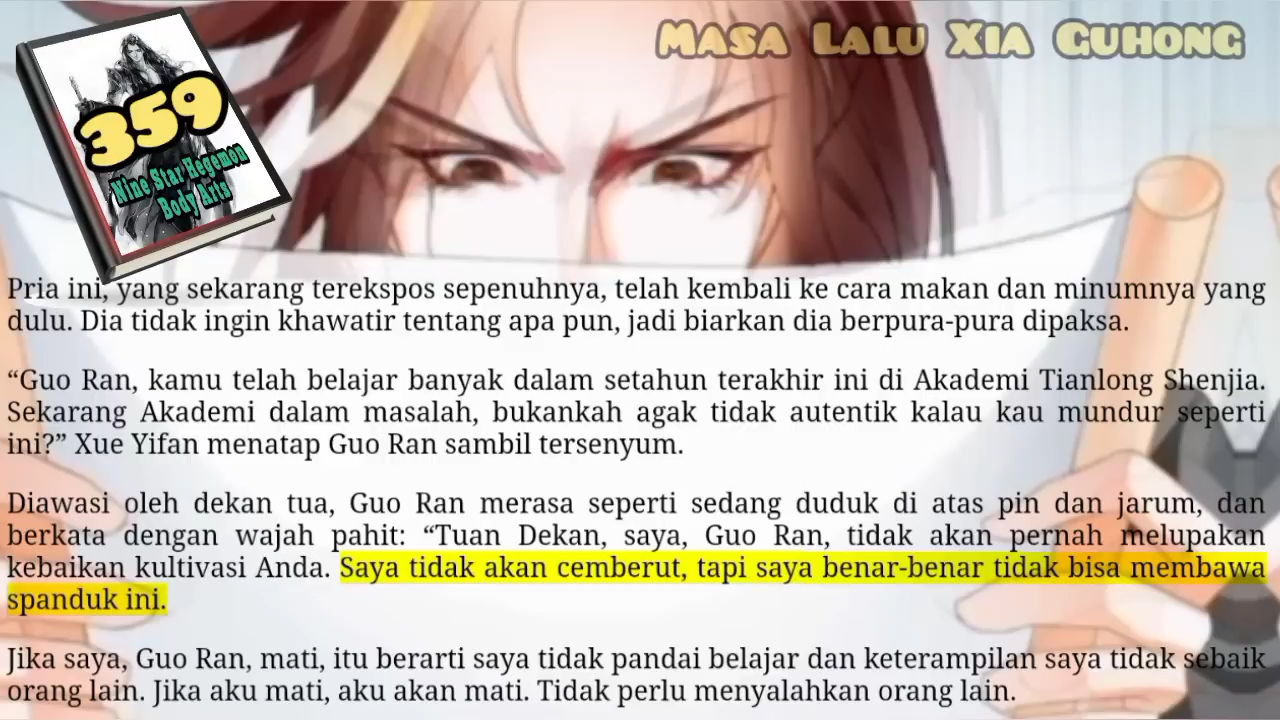 Masa Lalu Xia Guhong
359
Nine Star Hegemon
Body Arts
Pria ini, yang sekarang terekspos sepenuhnya, telah kembali ke cara makan dan minumnya yang
dulu. Dia tidak ingin khawatir tentang apa pun, jadi biarkan dia berpura-pura dipaksa.
“Guo Ran, kamu telah belajar banyak dalam setahun terakhir ini di Akademi Tianlong Shenjia.
Sekarang Akademi dalam masalah, bukankah agak tidak autentik kalau kau mundur seperti
ini?” Xue Yifan menatap Guo Ran sambil tersenyum.
Diawasi oleh dekan tua, Guo Ran merasa seperti sedang duduk di atas pin dan jarum, dan
berkata dengan wajah pahit: “Tuan Dekan, saya, Guo Ran, tidak akan pernah melupakan
kebaikan kultivasi Anda. Saya tidak akan cemberut, tapi saya benar-benar tidak bisa membawa
spanduk ini.
Jika saya, Guo Ran, mati, itu berarti saya tidak pandai belajar dan keterampilan saya tidak sebaik
orang lain. Jika aku mati, aku akan mati. Tidak perlu menyalahkan orang lain.